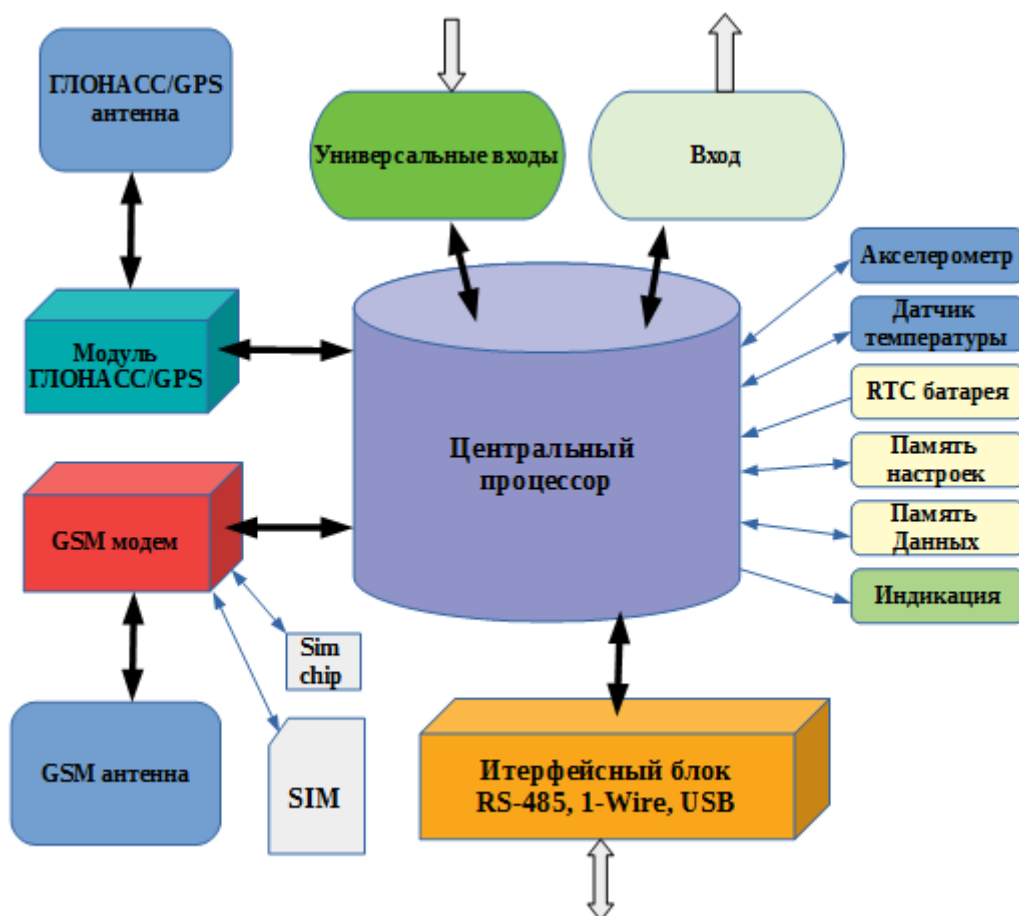 ГЛОНАСС/GPS
антенна
Универсальные входы
Вход
Акселерометр
Датчик
температуры
RTC батарея
Память
настроек
Память
Данных
Индикация
Модуль
ГЛОНАСС/GPS
Центральный
процессор
GSM модем
Sim
chip
SIM
GSM антенна
Итерфейсный блок
RS-485, 1-Wire, USB